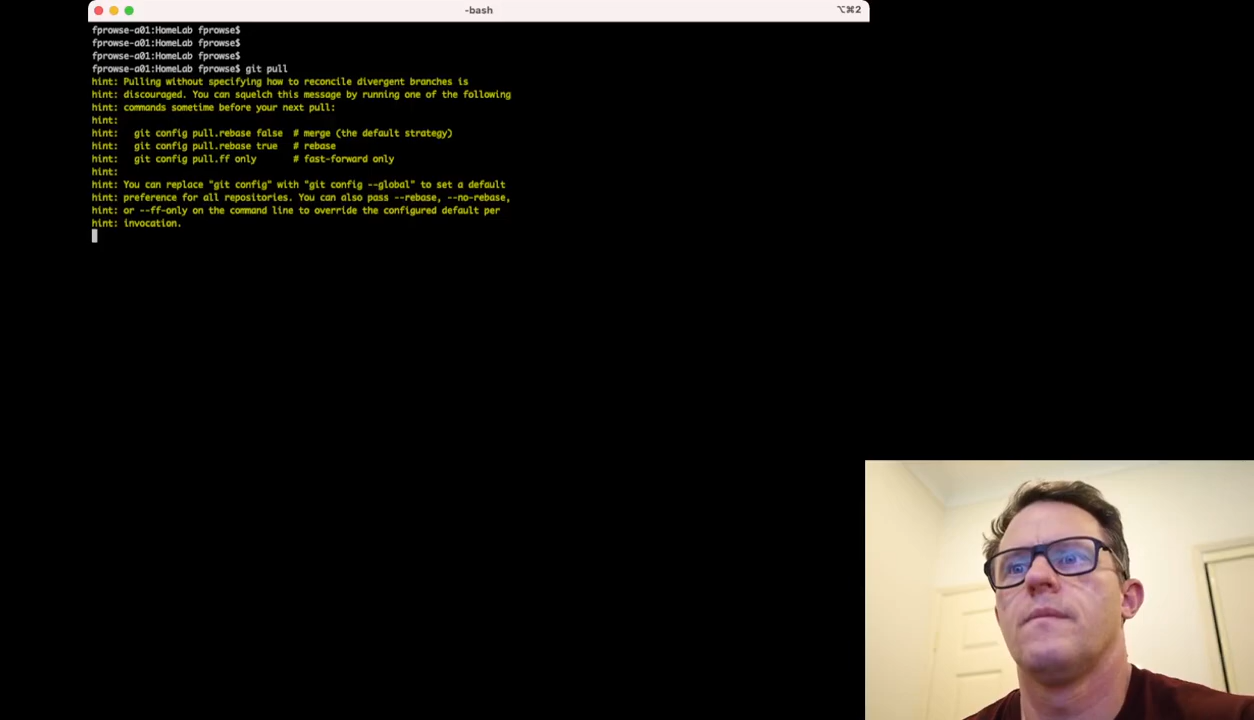 -bash
⌥⌘2
fprowse-a01:HomeLab fprowse$
fprowse-a01:HomeLab fprowse$
fprowse-a01:HomeLab fprowse$
fprowse-a01:HomeLab fprowse$ git pull
hint: Pulling without specifying how to reconcile divergent branches is
hint: discouraged. You can squelch this message by running one of the following
hint: commands sometime before your next pull:
hint:
hint:   git config pull.rebase false  # merge (the default strategy)
hint:   git config pull.rebase true   # rebase
hint:   git config pull.ff only       # fast-forward only
hint:
hint: You can replace "git config" with "git config --global" to set a default
hint: preference for all repositories. You can also pass --rebase, --no-rebase,
hint: or --ff-only on the command line to override the configured default per
hint: invocation.